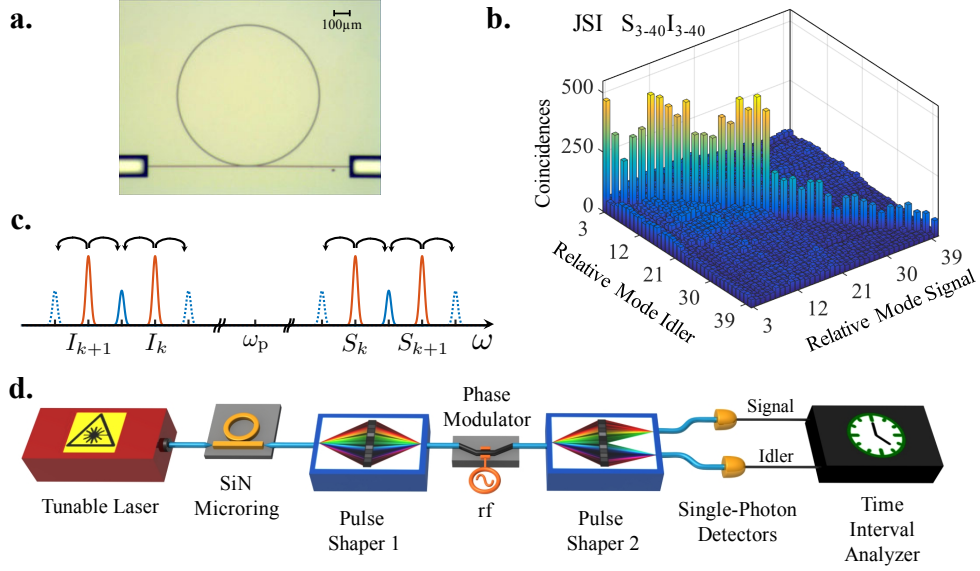 a.
100µm
b.
JSI S₃₋₄₀I₃₋₄₀
Coincidences
500
250
0
3
12
21
30
39
Relative Mode Idler
3
12
21
30
39
Relative Mode Signal
c.
Iₖ₊₁ Iₖ ωₚ Sₖ Sₖ₊₁ ω
d.
Tunable Laser
SiN
Microring
Pulse
Shaper 1
Phase
Modulator
rf
Pulse
Shaper 2
Signal
Idler
Single-Photon
Detectors
Time
Interval
Analyzer